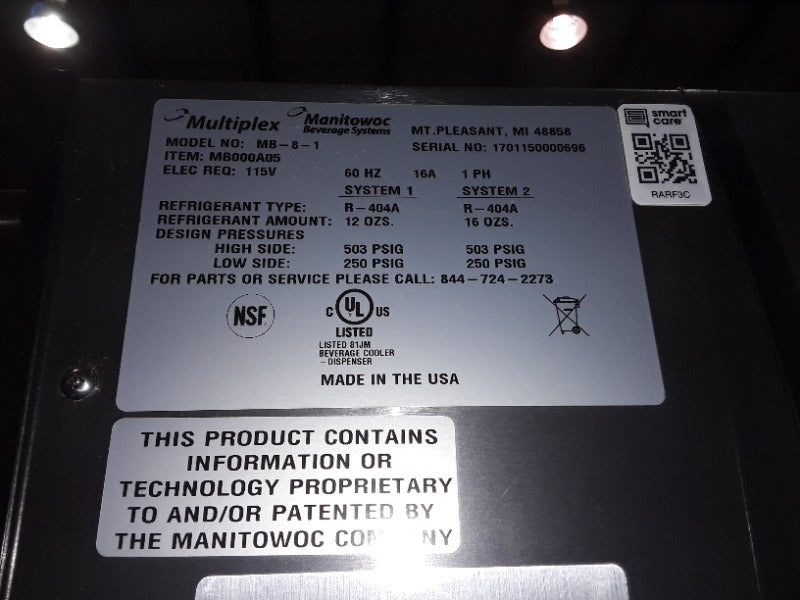 Multiplex Manitowoc
Beverage Systems
MT.PLEASANT, MI 48858
MODEL NO: MB-8-1
SERIAL NO: 1701150000696
ITEM: MB000A05
ELEC REQ: 115V 60 HZ 16A 1 PH
SYSTEM 1 SYSTEM 2
REFRIGERANT TYPE: R-404A R-404A
REFRIGERANT AMOUNT: 12 OZS. 16 OZS.
DESIGN PRESSURES
HIGH SIDE: 503 PSIG 503 PSIG
LOW SIDE: 250 PSIG 250 PSIG
FOR PARTS OR SERVICE PLEASE CALL: 844-724-2273
NSF
C UL US
LISTED
LISTED 81JM
BEVERAGE COOLER
- DISPENSER
MADE IN THE USA
smart
care
RARF3C
THIS PRODUCT CONTAINS
INFORMATION OR
TECHNOLOGY PROPRIETARY
TO AND/OR PATENTED BY
THE MANITOWOC